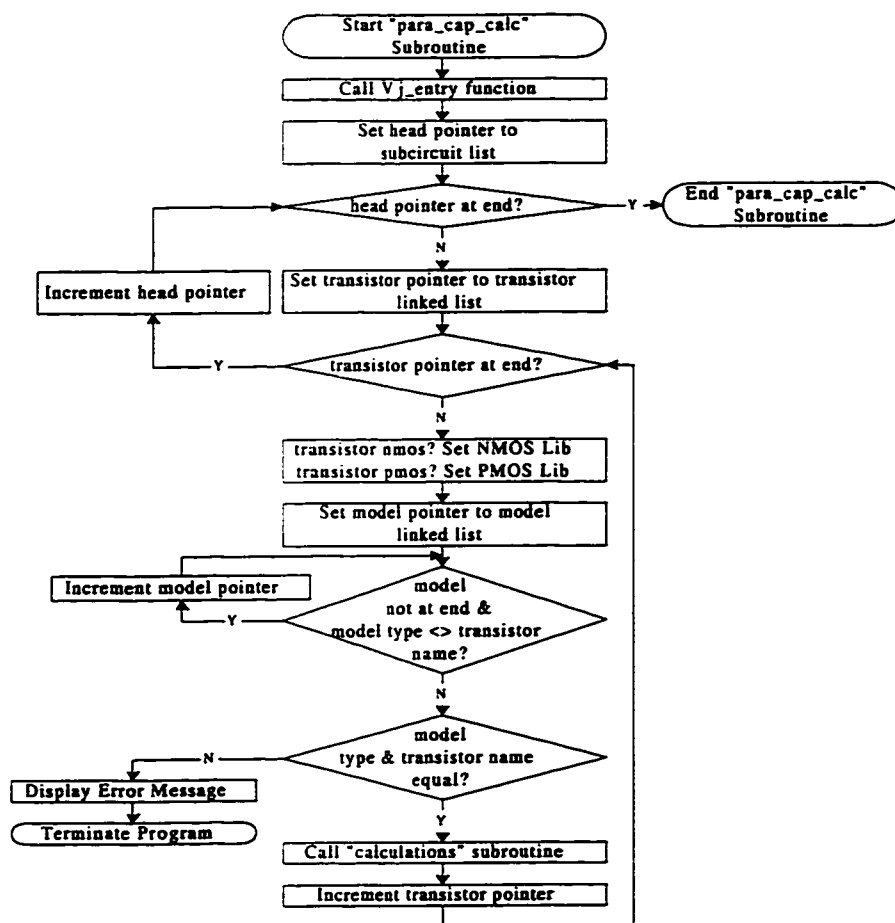 Start "para_cap_calc"
Subroutine
Call Vj_entry function
Set head pointer to
subcircuit list
head pointer at end?
Y
End "para_cap_calc"
Subroutine
N
Increment head pointer
Set transistor pointer to transistor
linked list
Y
transistor pointer at end?
N
transistor nmos? Set NMOS Lib
transistor pmos? Set PMOS Lib
Set model pointer to model
linked list
Increment model pointer
Y
model
not at end &
model type <> transistor
name?
N
model
type & transistor name
equal?
N
Display Error Message
Terminate Program
Y
Call "calculations" subroutine
Increment transistor pointer